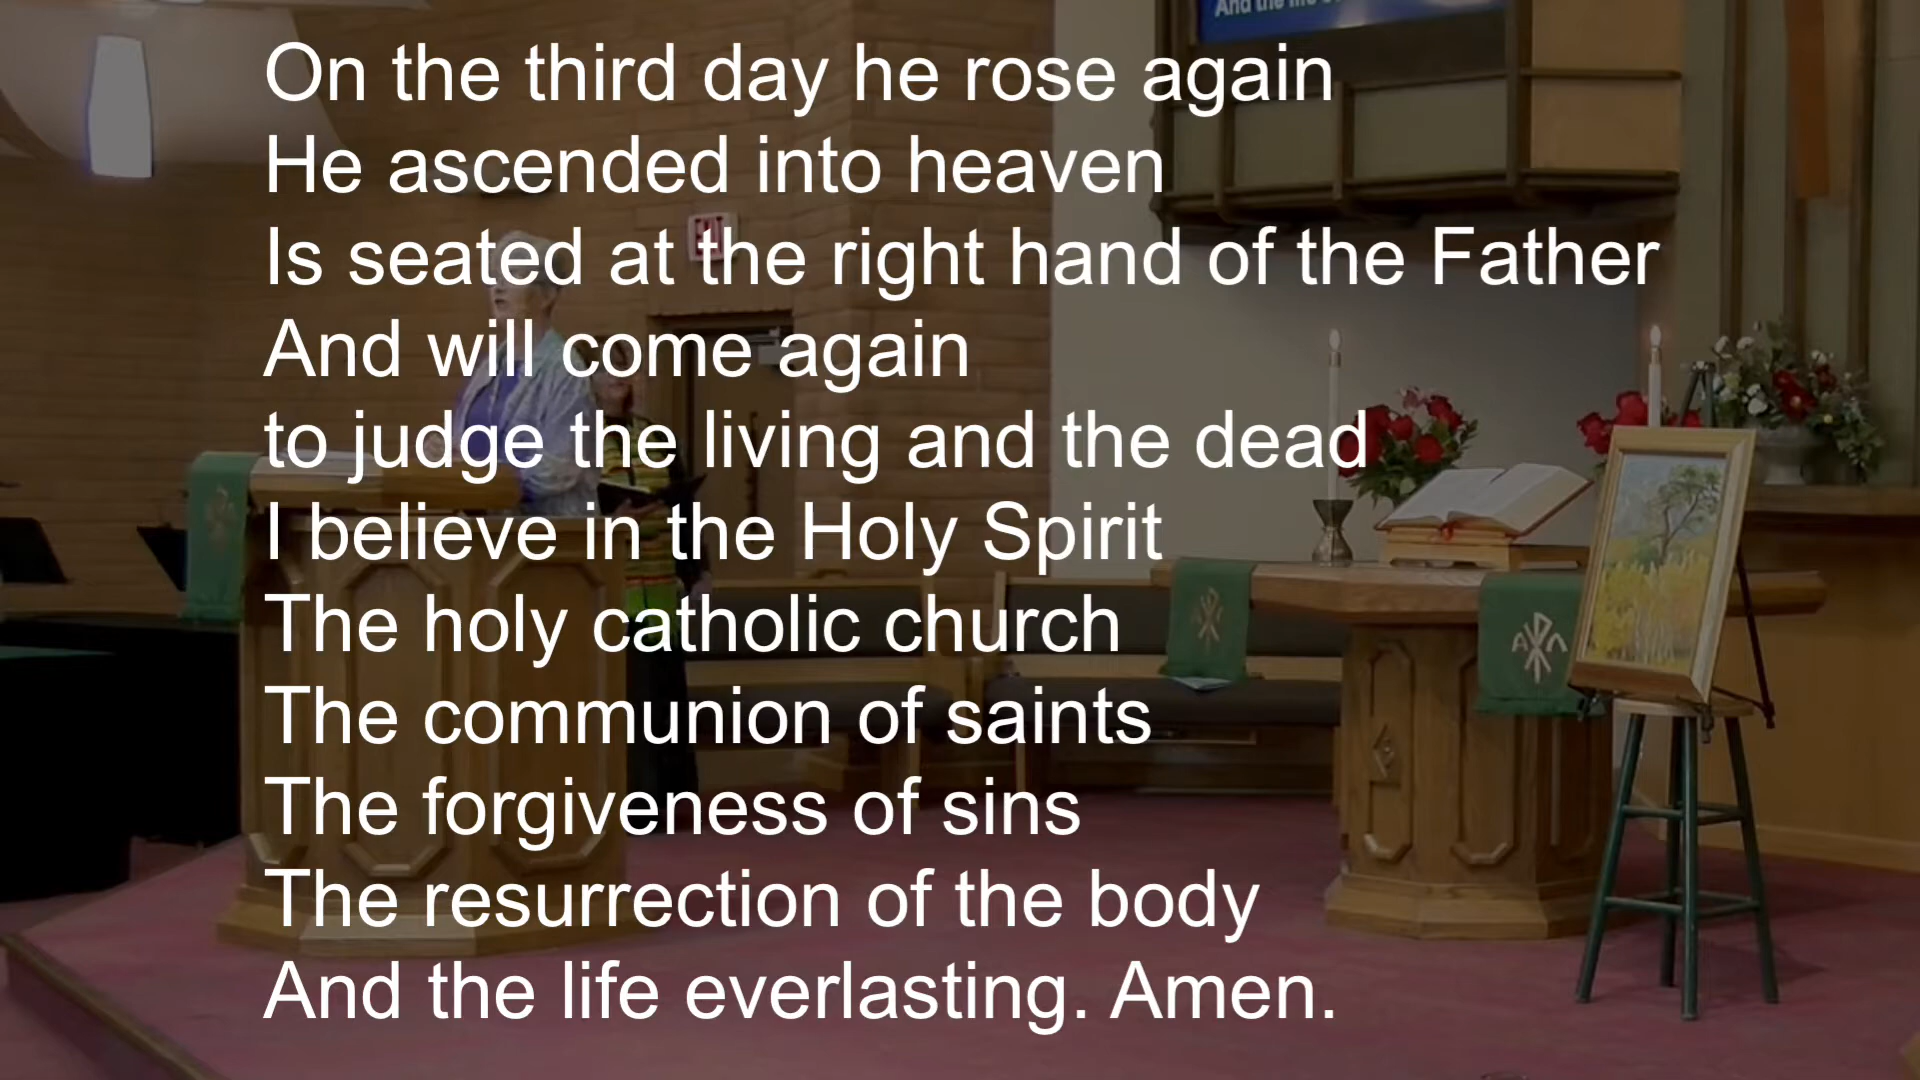 And the life
On the third day he rose again
He ascended into heaven
Is seated at the right hand of the Father
And will come again
to judge the living and the dead
I believe in the Holy Spirit
The holy catholic church
The communion of saints
The forgiveness of sins
The resurrection of the body
And the life everlasting. Amen.